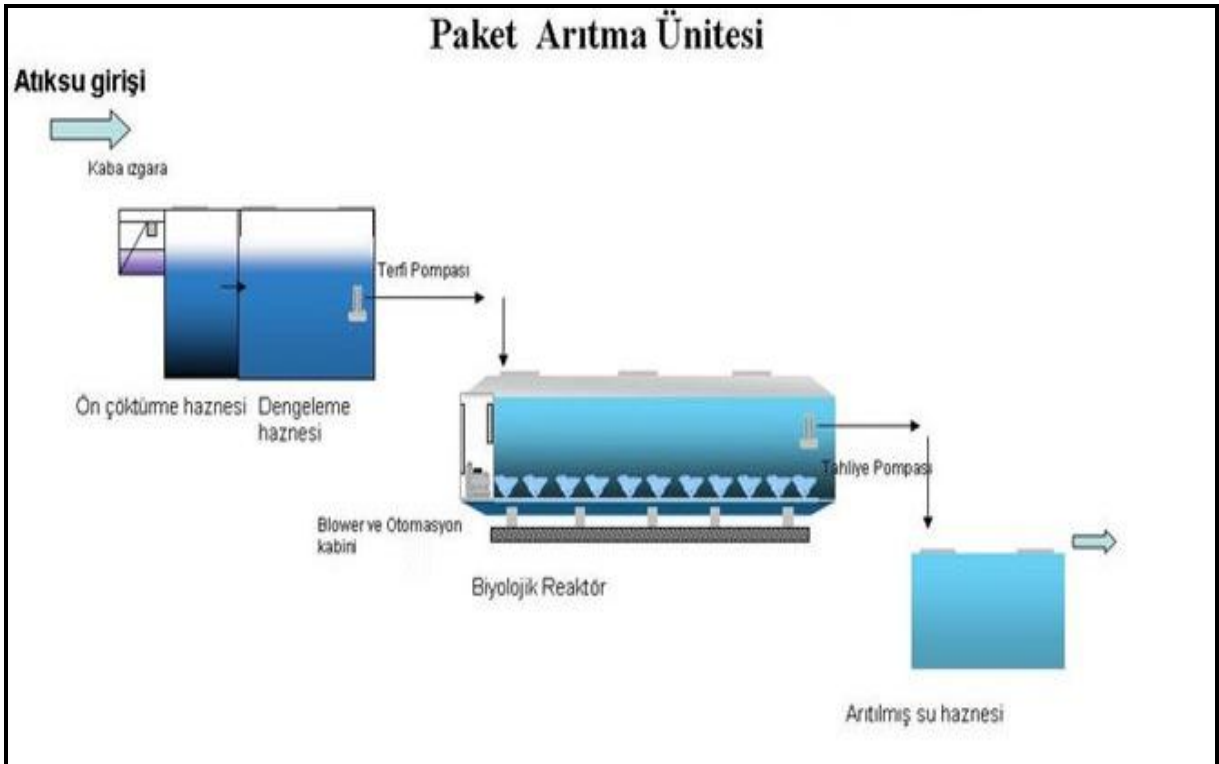 Paket Arıtma Ünitesi
Atıksu girişi
Kaba ızgara
Terfi Pompası
Ön çöktürme haznesi
Dengeleme
haznesi
Tahliye Pompası
Blower ve Otomasyon
kabini
Biyolojik Reaktör
Arıtılmış su haznesi